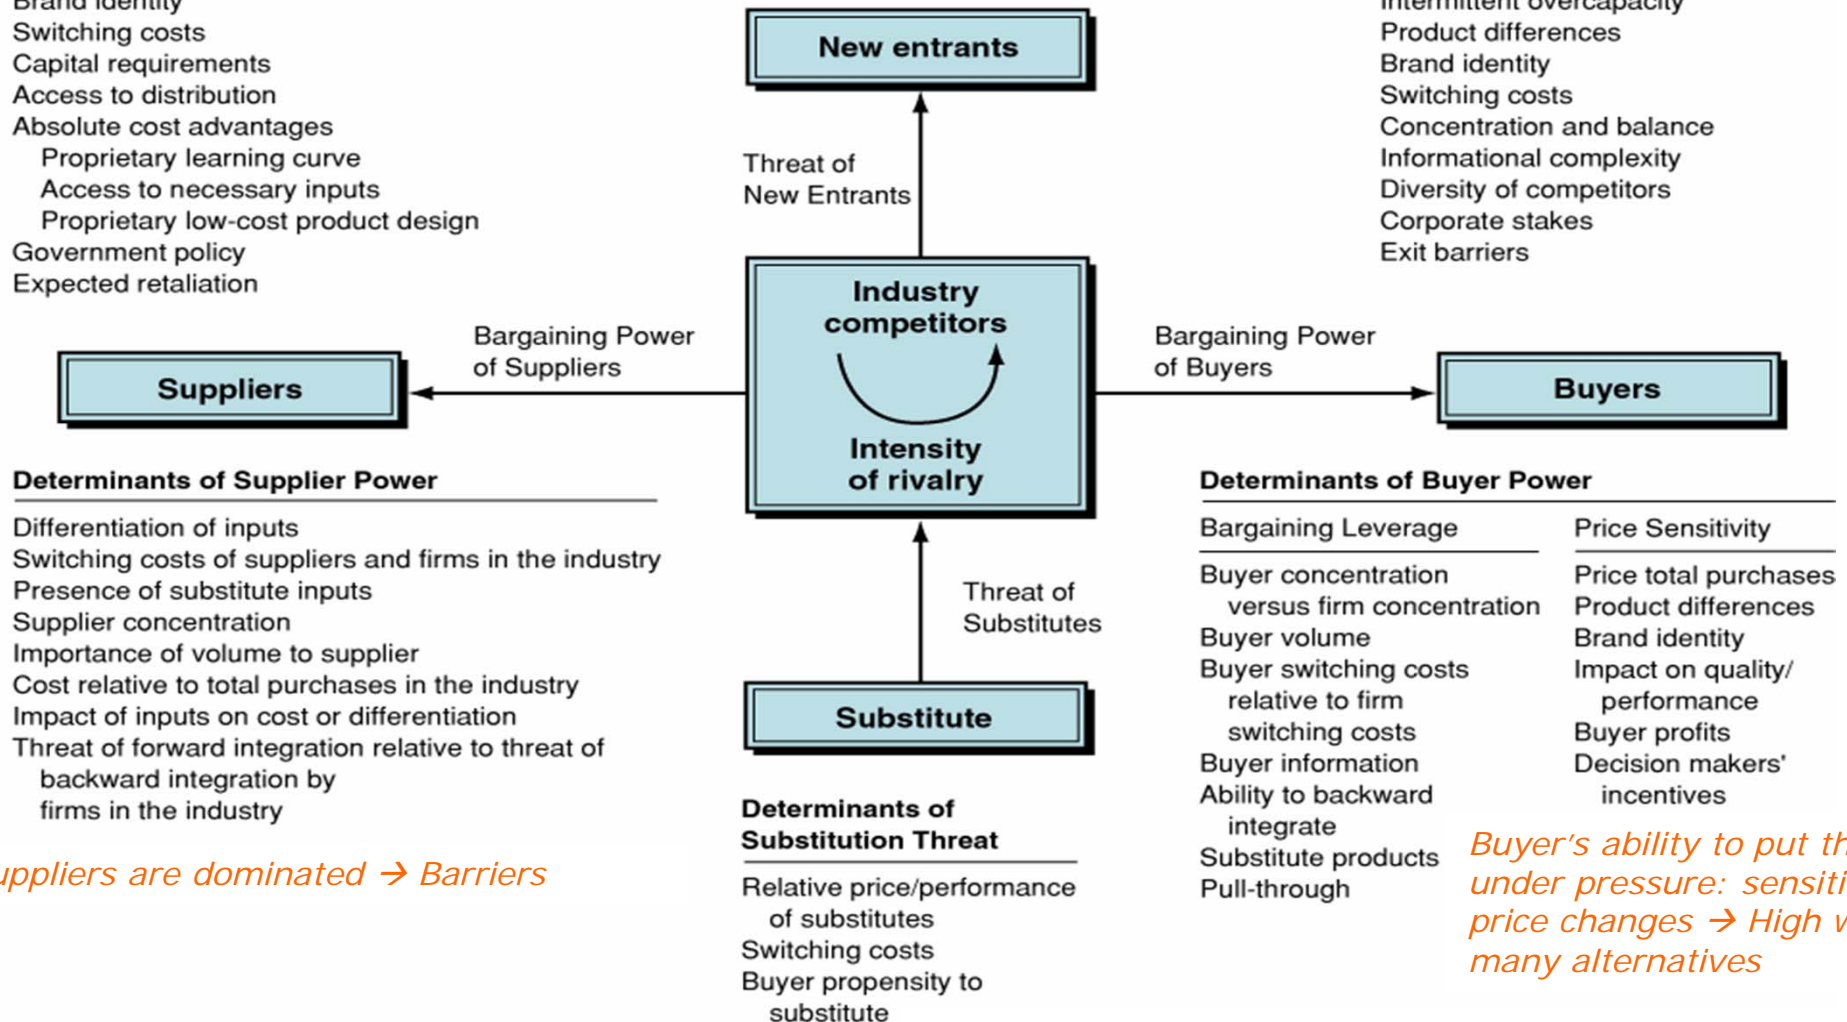 Brand identity
Switching costs
Capital requirements
Access to distribution
Absolute cost advantages
Proprietary learning curve
Access to necessary inputs
Proprietary low-cost product design
Government policy
Expected retaliation
New entrants
Threat of
New Entrants
Intermittent overcapacity
Product differences
Brand identity
Switching costs
Concentration and balance
Informational complexity
Diversity of competitors
Corporate stakes
Exit barriers
Industry
competitors
Intensity
of rivalry
Bargaining Power
of Suppliers
Suppliers
Bargaining Power
of Buyers
Buyers
Determinants of Supplier Power
Differentiation of inputs
Switching costs of suppliers and firms in the industry
Presence of substitute inputs
Supplier concentration
Importance of volume to supplier
Cost relative to total purchases in the industry
Impact of inputs on cost or differentiation
Threat of forward integration relative to threat of
backward integration by
firms in the industry
uppliers are dominated → Barriers
Threat of
Substitutes
Substitute
Determinants of
Substitution Threat
Relative price/performance
of substitutes
Switching costs
Buyer propensity to
substitute
Determinants of Buyer Power
Bargaining Leverage
Buyer concentration
versus firm concentration
Buyer volume
Buyer switching costs
relative to firm
switching costs
Buyer information
Ability to backward
integrate
Substitute products
Pull-through
Price Sensitivity
Price total purchases
Product differences
Brand identity
Impact on quality/
performance
Buyer profits
Decision makers'
incentives
Buyer's ability to put th
under pressure: sensiti
price changes → High
many alternatives